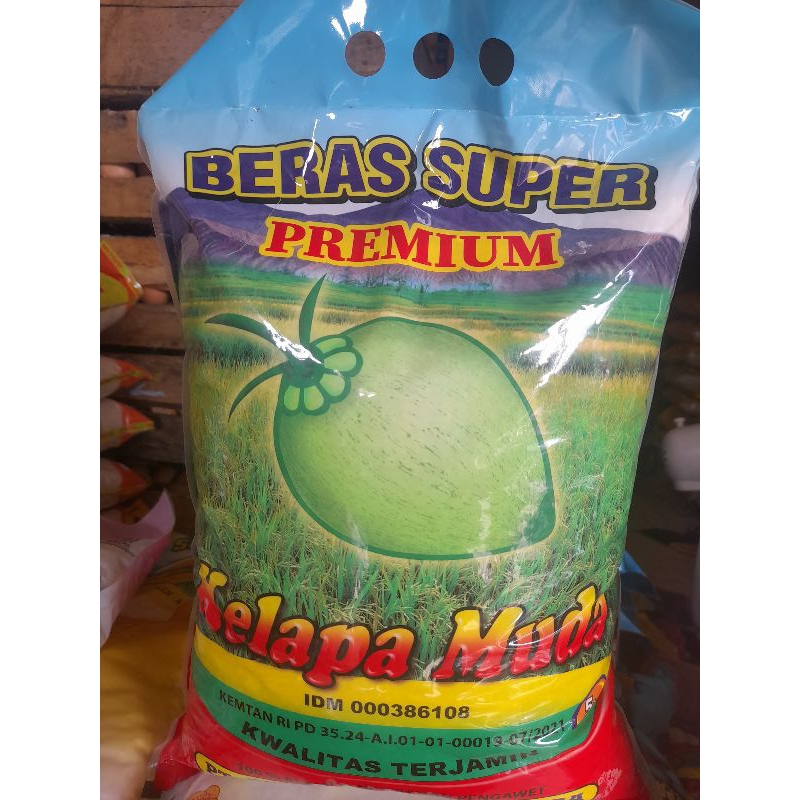 BERAS SUPER
PREMIUM
Kelapa Muda
IDM 000386108
KEMTAN RI PD 35.24-A.I.01-01-00019-07/2021
KWALITAS TERJAMIN
PENGAWET